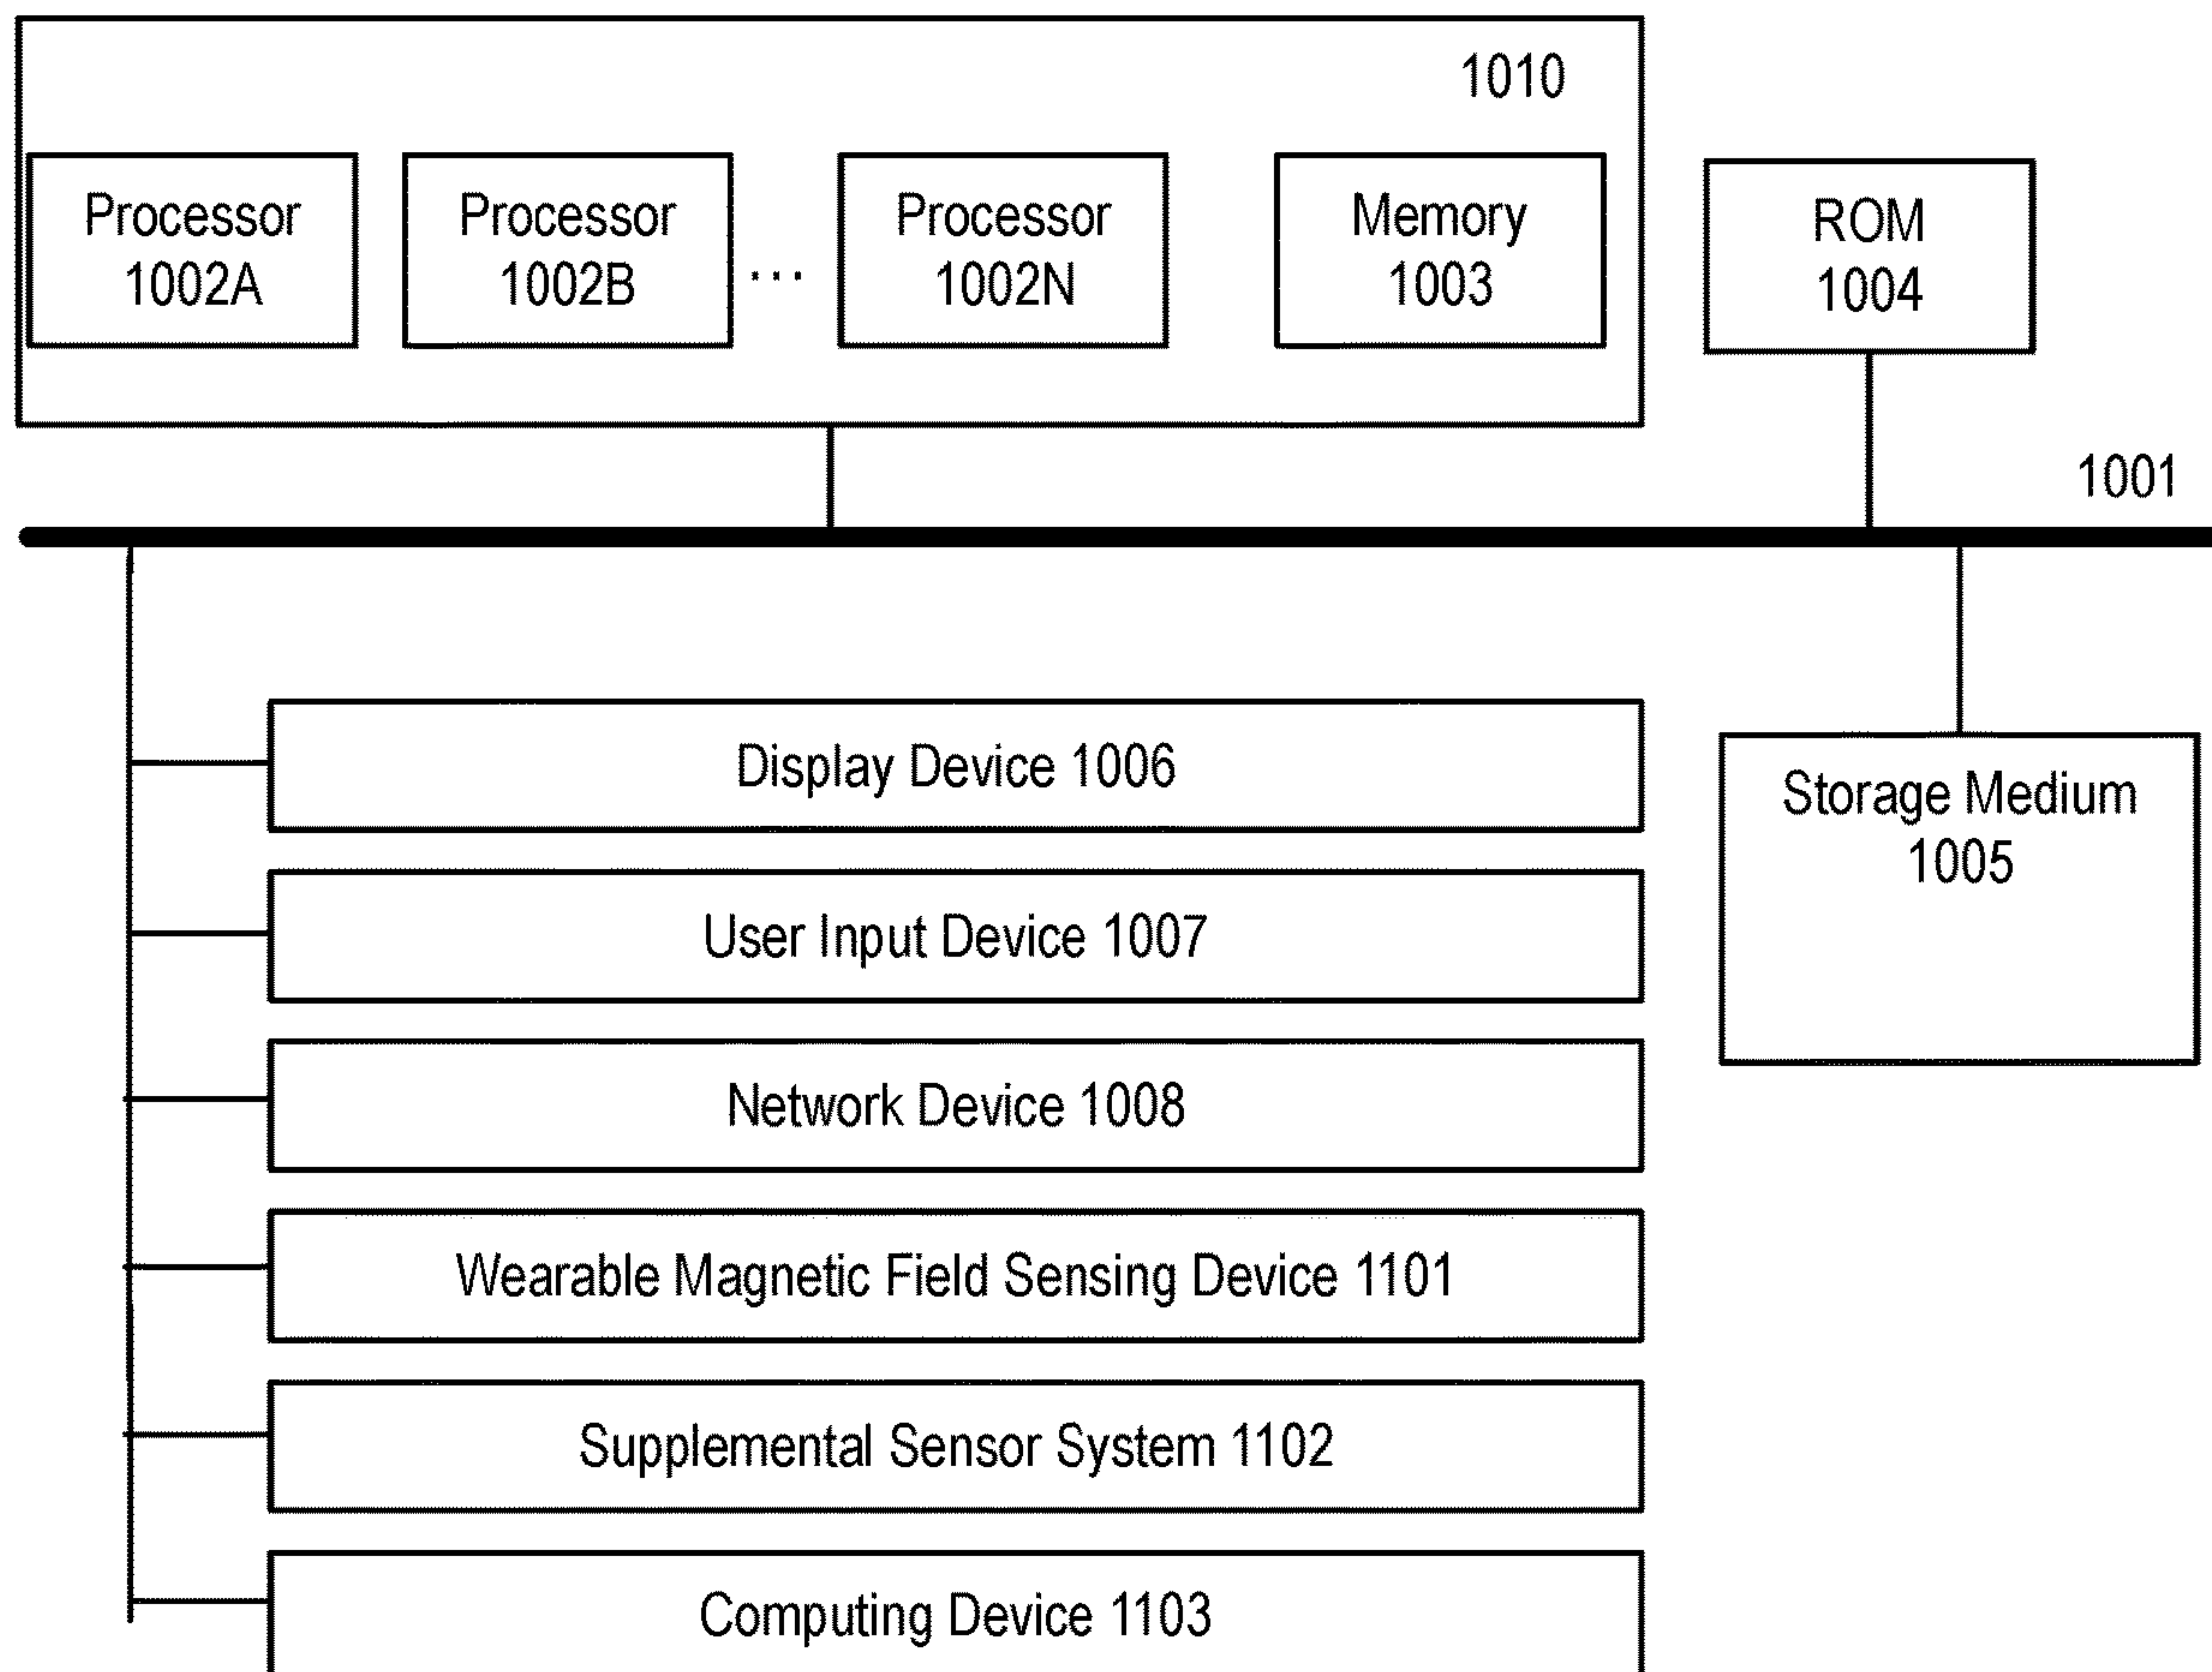 1010
Processor
1002A
Processor
1002B
...
Processor
1002N
Memory
1003
ROM
1004
1001
Display Device 1006
User Input Device 1007
Network Device 1008
Wearable Magnetic Field Sensing Device 1101
Supplemental Sensor System 1102
Computing Device 1103
Storage Medium
1005